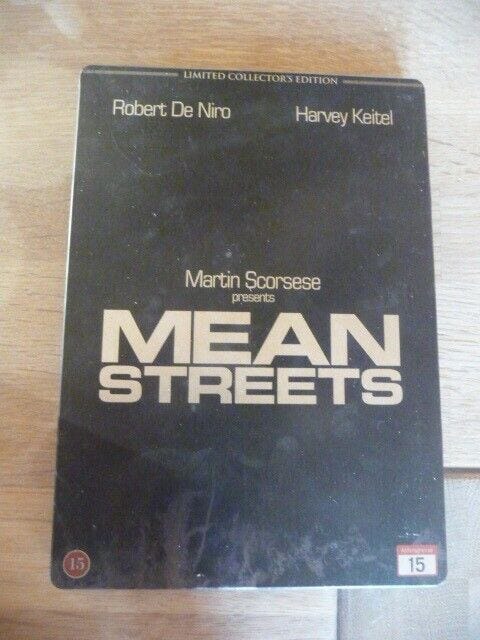 LIMITED COLLECTOR'S EDITION
Robert De Niro
Harvey Keitel
Martin Scorsese
presents
MEAN
STREETS
15
15